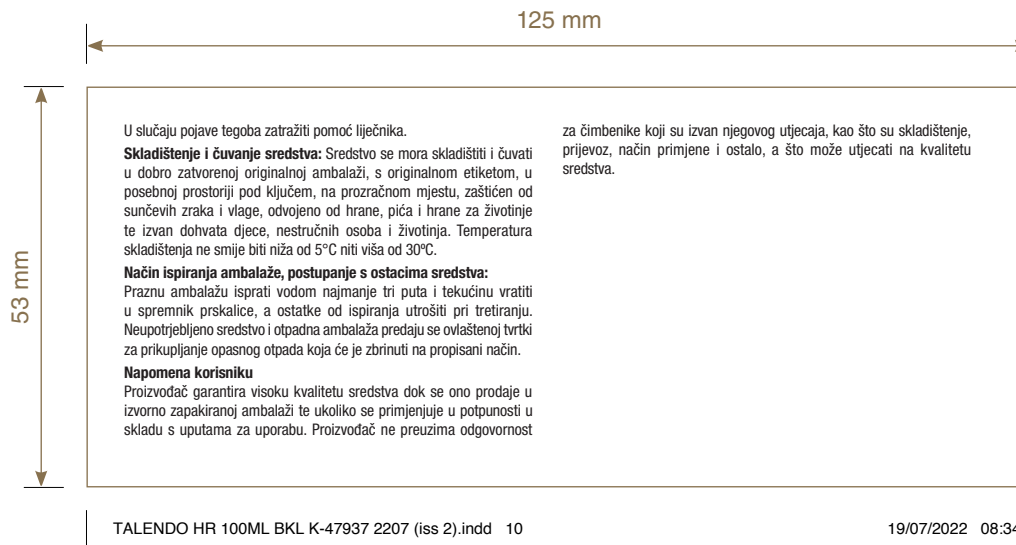 125 mm
53 mm
U slučaju pojave tegoba zatražiti pomoć liječnika.
Skladištenje i čuvanje sredstva: Sredstvo se mora skladištiti i čuvati
u dobro zatvorenoj originalnoj ambalaži, s originalnom etiketom, u
posebnoj prostoriji pod ključem, na prozračnom mjestu, zaštićen od
sunčevih zraka i vlage, odvojeno od hrane, pića i hrane za životinje
te izvan dohvata djece, nestručnih osoba i životinja. Temperatura
skladištenja ne smije biti niža od 5°C niti viša od 30ºC.
Način ispiranja ambalaže, postupanje s ostacima sredstva:
Praznu ambalažu isprati vodom najmanje tri puta i tekućinu vratiti
u spremnik prskalice, a ostatke od ispiranja utrošiti pri tretiranju.
Neupotrjebljeno sredstvo i otpadna ambalaža predaju se ovlaštenoj tvrtki
za prikupljanje opasnog otpada koja će je zbrinuti na propisani način.
Napomena korisniku
Proizvođač garantira visoku kvalitetu sredstva dok se ono prodaje u
izvorno zapakiranoj ambalaži te ukoliko se primjenjuje u potpunosti u
skladu s uputama za uporabu. Proizvođač ne preuzima odgovornost
za čimbenike koji su izvan njegovog utjecaja, kao što su skladištenje,
prijevoz, način primjene i ostalo, a što može utjecati na kvalitetu
sredstva.
TALENDO HR 100ML BKL K-47937 2207 (iss 2).indd 10
19/07/2022 08:34